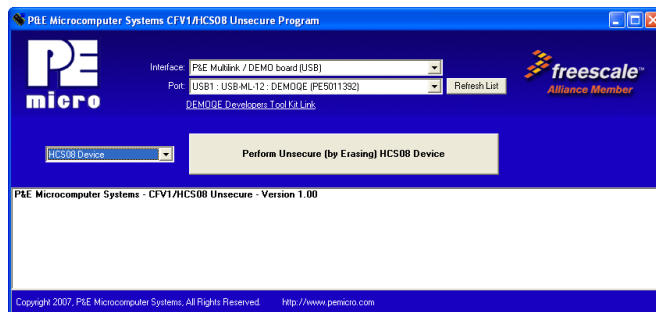 P&E Microcomputer Systems CFV1/HCS08 Unsecure Program
PE
micro
Interface: P&E Multilink / DEMO board (USB)
Port: USB1 : USB-ML-12 : DEMOQE (PE5011392)
Refresh List
DEMOQE Developers Tool Kit Link
freescale™
Alliance Member
HCS08 Device
Perform Unsecure (by Erasing) HCS08 Device
P&E Microcomputer Systems - CFV1/HCS08 Unsecure - Version 1.00
Copyright 2007, P&E Microcomputer Systems, All Rights Reserved. http://www.pemicro.com